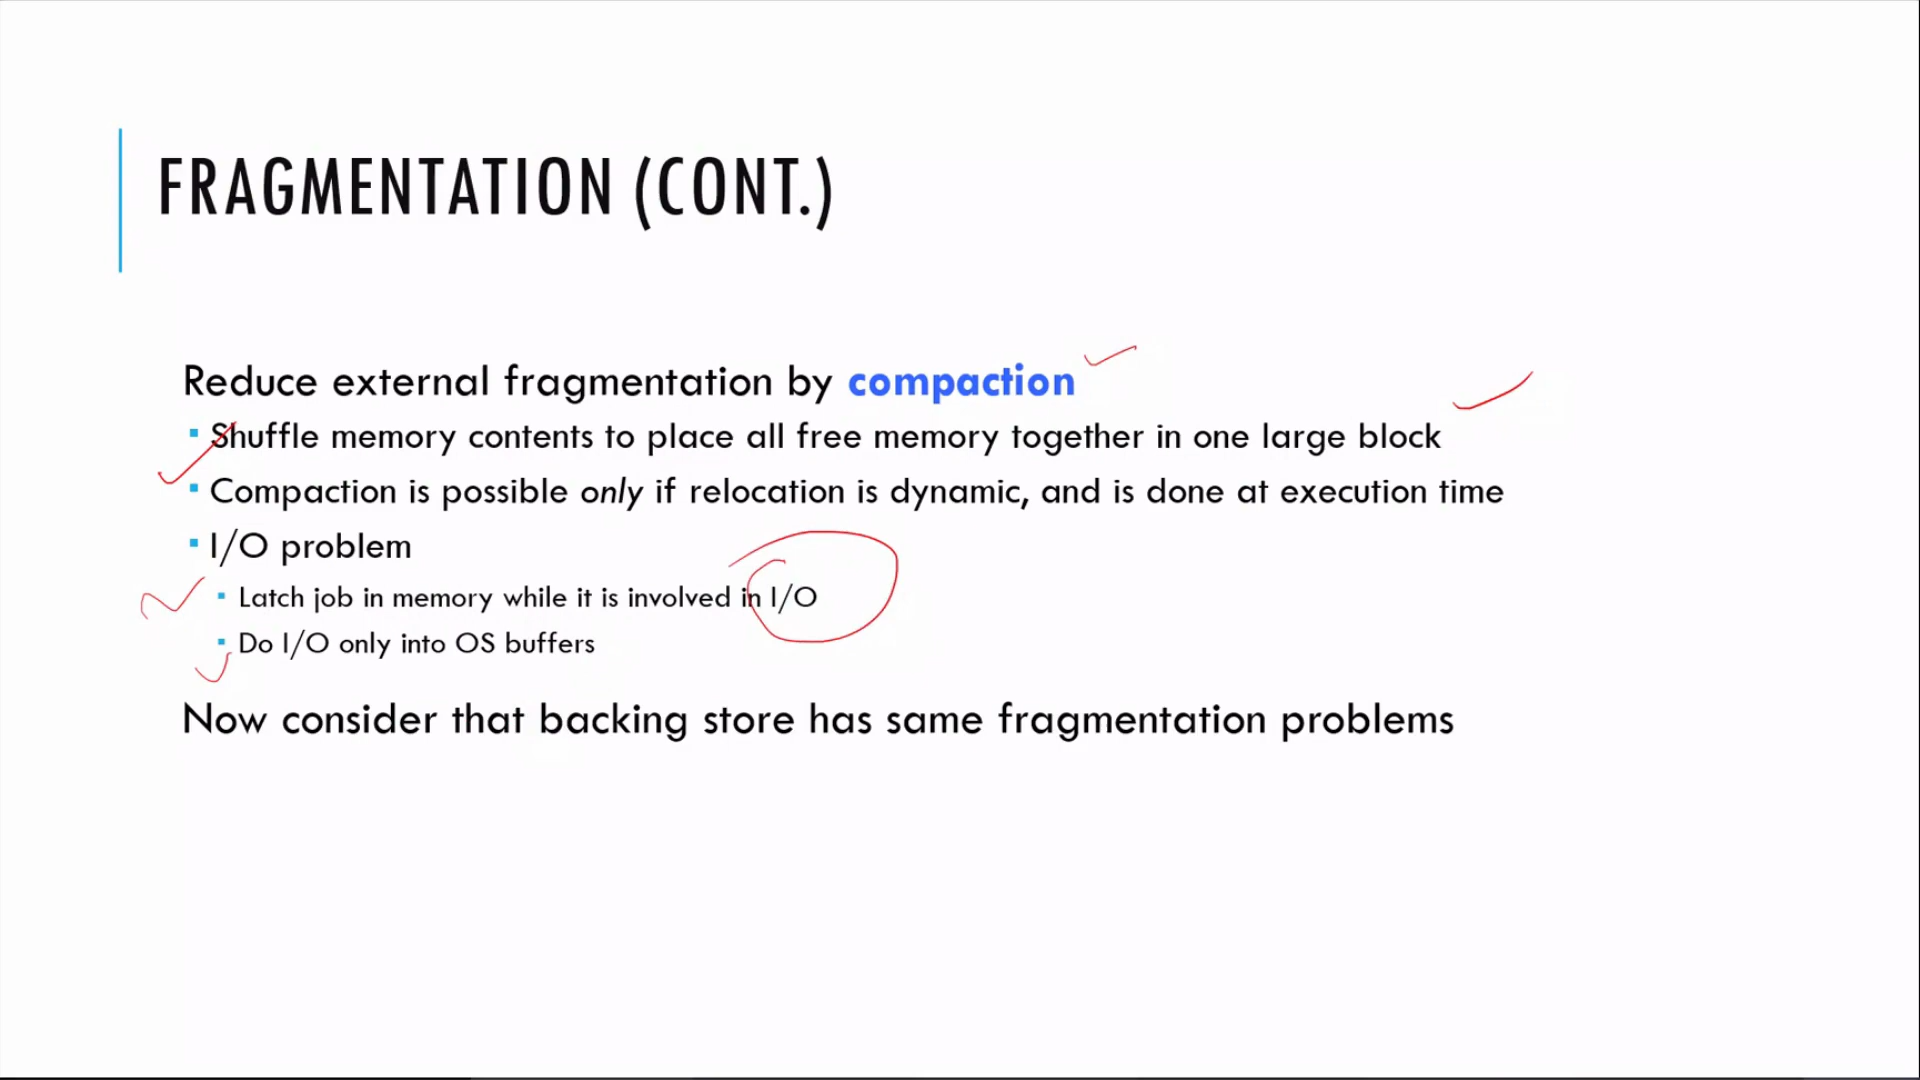 FRAGMENTATION (CONT.)
Reduce external fragmentation by compaction
Shuffle memory contents to place all free memory together in one large block
Compaction is possible only if relocation is dynamic, and is done at execution time
I/O problem
Latch job in memory while it is involved in I/O
Do I/O only into OS buffers
Now consider that backing store has same fragmentation problems